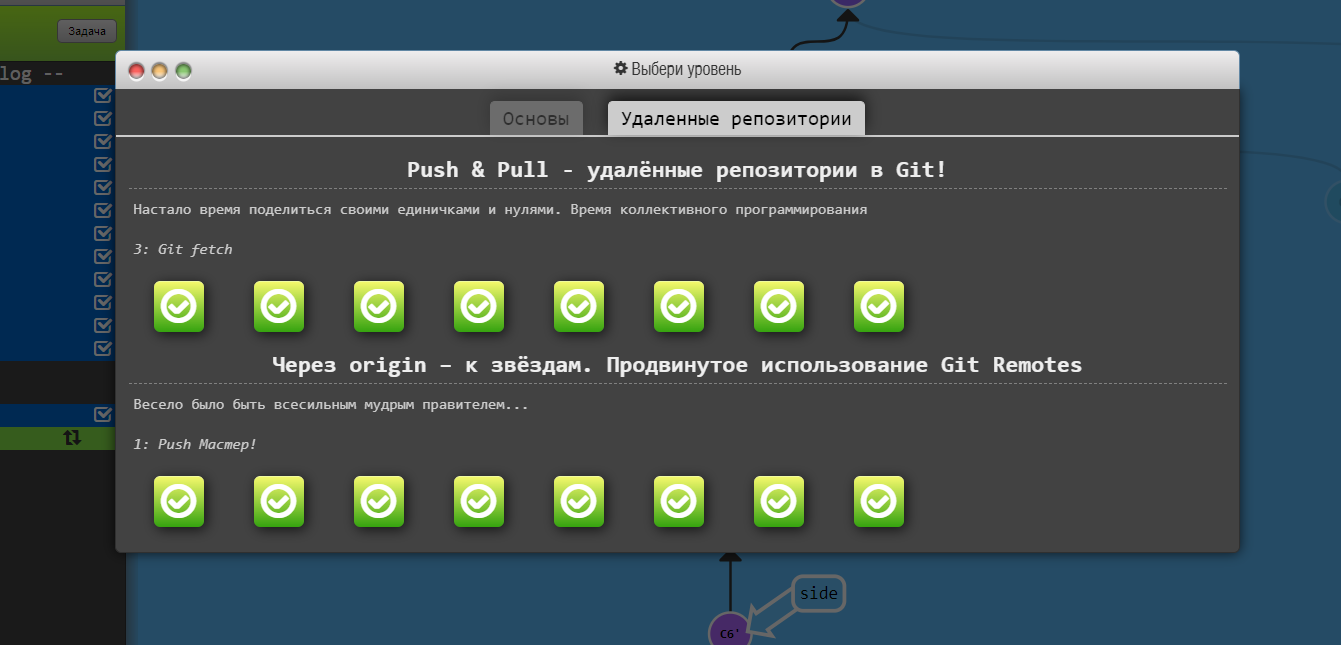 Задача
log --
Выбери уровень
Основы
Удаленные репозитории
Push & Pull - удалённые репозитории в Git!
Настало время поделиться своими единичками и нулями. Время коллективного программирования
3: Git fetch
Через origin – к звёздам. Продвинутое использование Git Remotes
Весело было быть всесильным мудрым правителем...
1: Push Мастер!
side
C6'